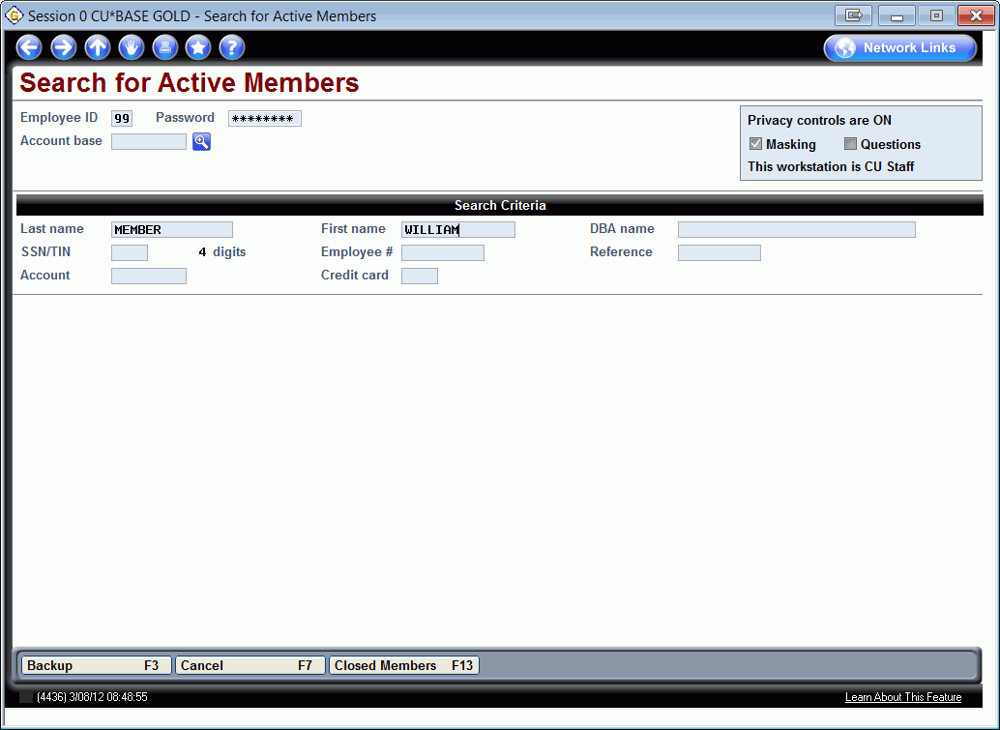 Session 0 CU*BASE GOLD - Search for Active Members
Network Links
Search for Active Members
Employee ID 99 Password ********
Account base
Privacy controls are ON
Masking Questions
This workstation is CU Staff
Search Criteria
Last name MEMBER First name WILLIAM DBA name
SSN/TIN 4 digits Employee # Reference
Account Credit card
Backup F3 Cancel F7 Closed Members F13
(4436) 3/08/12 08:48:55 Learn About This Feature